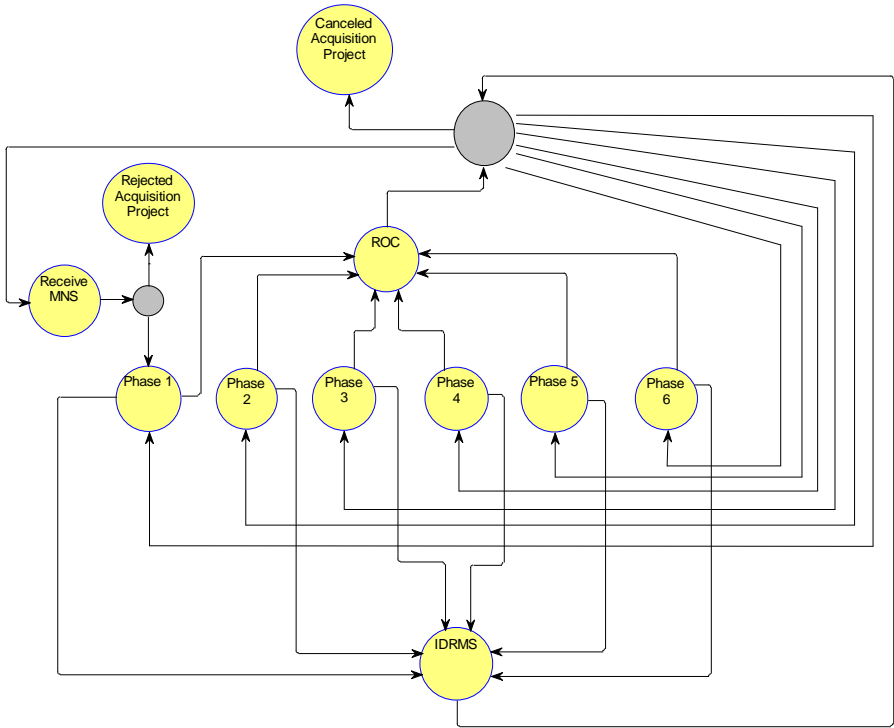 Canceled
Acquisition
Project
Rejected
Acquisition
Project
ROC
Receive
MNS
Phase 1
Phase
2
Phase
3
Phase
4
Phase 5
Phase
6
IDRMS